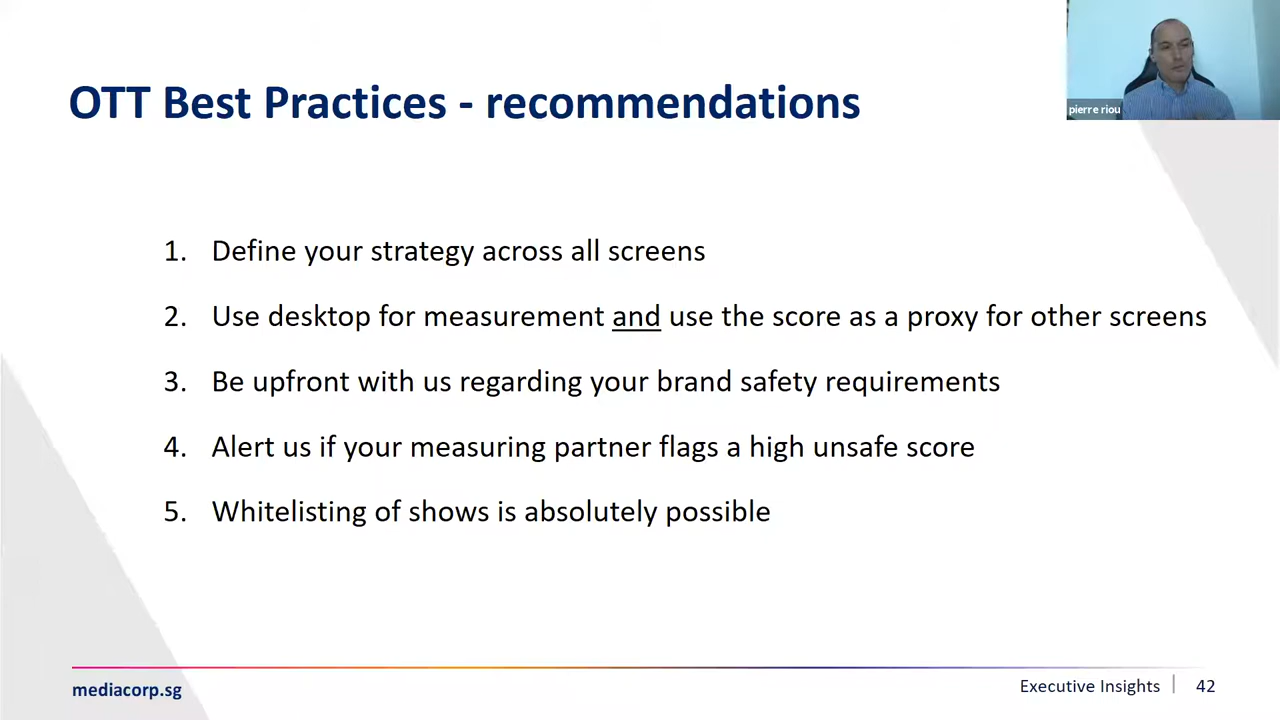 OTT Best Practices - recommendations
pierre riou
1. Define your strategy across all screens
2. Use desktop for measurement and use the score as a proxy for other screens
3. Be upfront with us regarding your brand safety requirements
4. Alert us if your measuring partner flags a high unsafe score
5. Whitelisting of shows is absolutely possible
mediacorp.sg
Executive Insights | 42